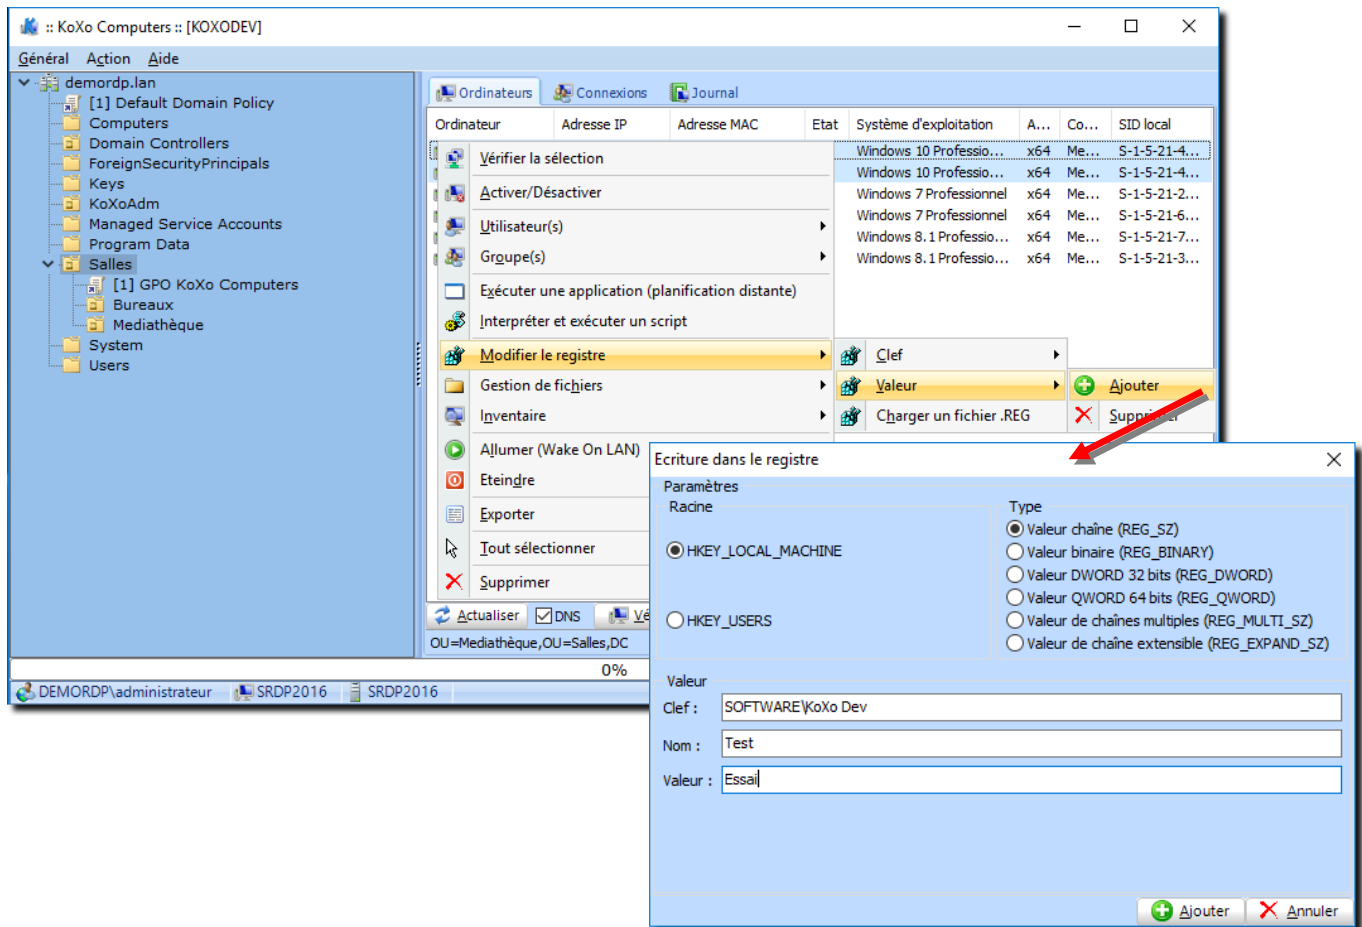 :: KoXo Computers :: [KOXODEV]
Général Action Aide
demordp.lan
[1] Default Domain Policy
Computers
Domain Controllers
ForeignSecurityPrincipals
Keys
KoXoAdm
Managed Service Accounts
Program Data
Salles
[1] GPO KoXo Computers
Bureaux
Mediathèque
System
Users
Ordinateurs Connexions Journal
Ordinateur Adresse IP Adresse MAC Etat Système d'exploitation A... Co... SID local
Windows 10 Professio... x64 Me... S-1-5-21-4...
Windows 10 Professio... x64 Me... S-1-5-21-4...
Windows 7 Professionnel x64 Me... S-1-5-21-2...
Windows 7 Professionnel x64 Me... S-1-5-21-6...
Windows 8.1 Professio... x64 Me... S-1-5-21-7...
Windows 8.1 Professio... x64 Me... S-1-5-21-3...
Vérifier la sélection
Activer/Désactiver
Utilisateur(s)
Groupe(s)
Exécuter une application (planification distante)
Interpréter et exécuter un script
Modifier le registre
Gestion de fichiers
Inventaire
Allumer (Wake On LAN)
Eteindre
Exporter
Tout sélectionner
Supprimer
Clef
Valeur
Charger un fichier .REG
Ajouter
Supprimer
Actualiser DNS Vé
OU=Mediathèque,OU=Salles,DC
0%
DEMORDP\administrateur SRDP2016 SRDP2016
Ecriture dans le registre
Paramètres
Racine
HKEY_LOCAL_MACHINE
HKEY_USERS
Type
Valeur chaîne (REG_SZ)
Valeur binaire (REG_BINARY)
Valeur DWORD 32 bits (REG_DWORD)
Valeur QWORD 64 bits (REG_QWORD)
Valeur de chaînes multiples (REG_MULTI_SZ)
Valeur de chaîne extensible (REG_EXPAND_SZ)
Valeur
Clef : SOFTWARE\KoXo Dev
Nom : Test
Valeur : Essai
Ajouter Annuler